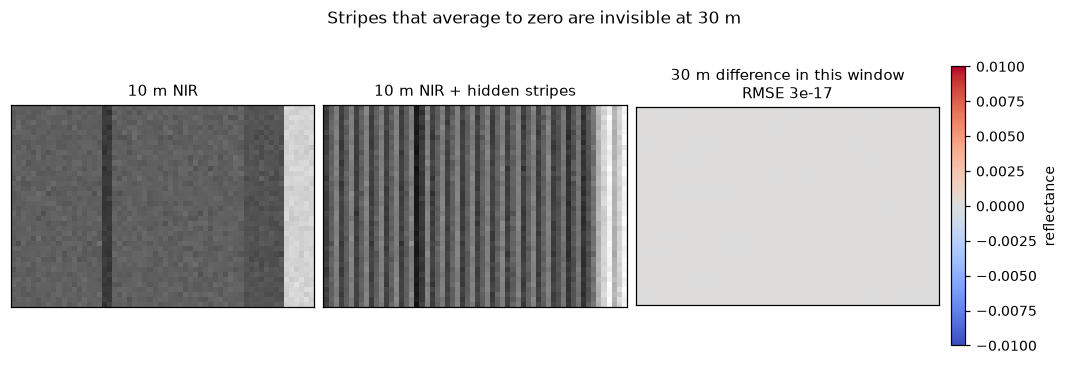 Stripes that average to zero are invisible at 30 m
10 m NIR
10 m NIR + hidden stripes
30 m difference in this window
RMSE 3e-17
0.0100
0.0075
0.0050
0.0025
0.0000
−0.0025
−0.0050
−0.0075
−0.0100
reflectance